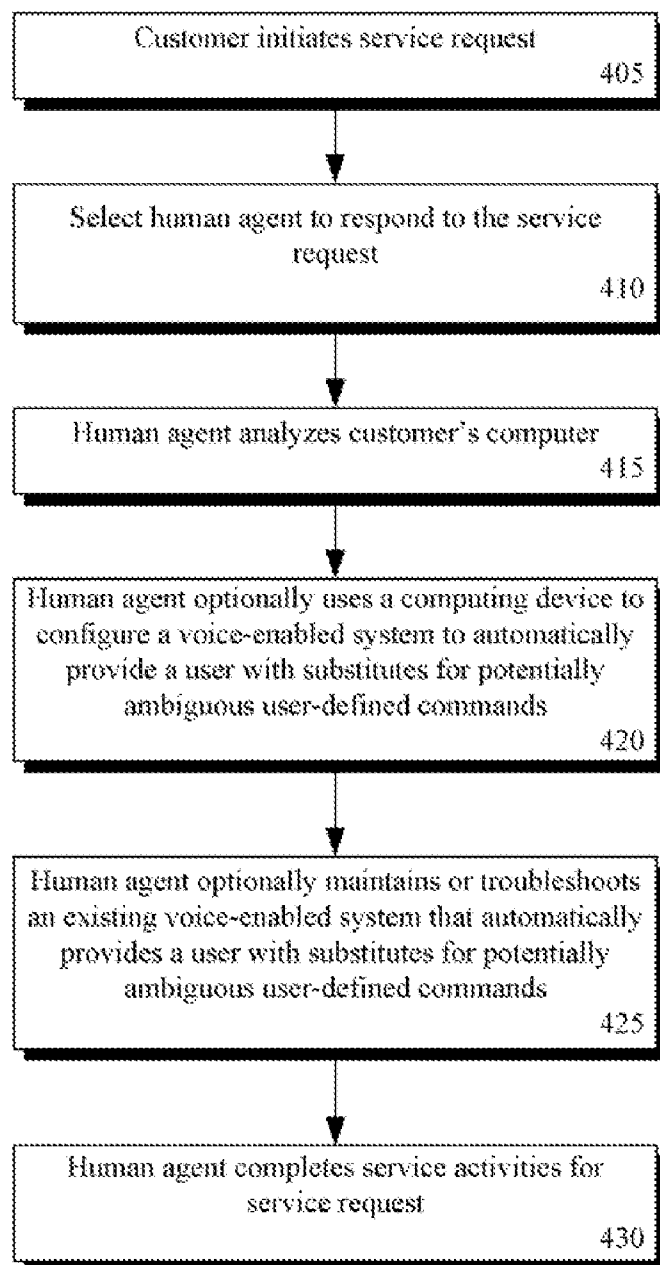 Customer initiates service request
405
Select human agent to respond to the service
request
410
Human agent analyzes customer's computer
415
Human agent optionally uses a computing device to
configure a voice-enabled system to automatically
provide a user with substitutes for potentially
ambiguous user-defined commands
420
Human agent optionally maintains or troubleshoots
an existing voice-enabled system that automatically
provides a user with substitutes for potentially
ambiguous user-defined commands
425
Human agent completes service activities for
service request
430